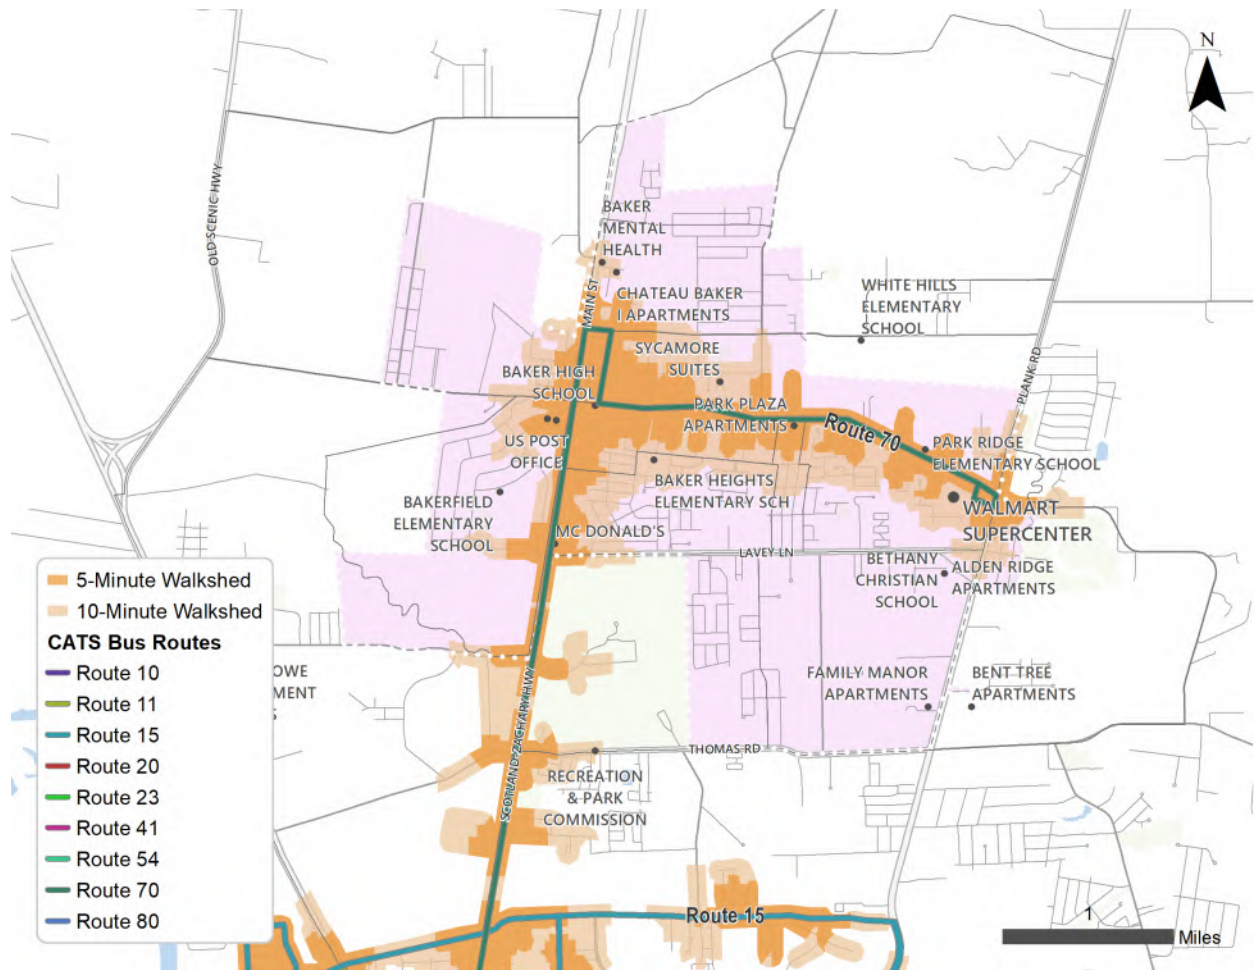 N
OLD SCENIC HWY
BAKER
MENTAL
HEALTH
MAIN ST
CHATEAU BAKER
I APARTMENTS
WHITE HILLS
ELEMENTARY
SCHOOL
SYCAMORE
SUITES
PLANK RD
BAKER HIGH
SCHOOL
PARK PLAZA
APARTMENTS
Route 70
US POST
OFFICE
PARK RIDGE
ELEMENTARY SCHOOL
BAKER HEIGHTS
ELEMENTARY SCH
BAKERFIELD
ELEMENTARY
SCHOOL
WALMART
SUPERCENTER
MC DONALD'S
LAVEY LN
BETHANY
CHRISTIAN
SCHOOL
ALDEN RIDGE
APARTMENTS
5-Minute Walkshed
10-Minute Walkshed
CATS Bus Routes
Route 10
Route 11
Route 15
Route 20
Route 23
Route 41
Route 54
Route 70
Route 80
OWE
MENT
FAMILY MANOR
APARTMENTS
BENT TREE
APARTMENTS
SCOTLAND-ZACHARY HWY
THOMAS RD
RECREATION
& PARK
COMMISSION
Route 15
1
Miles